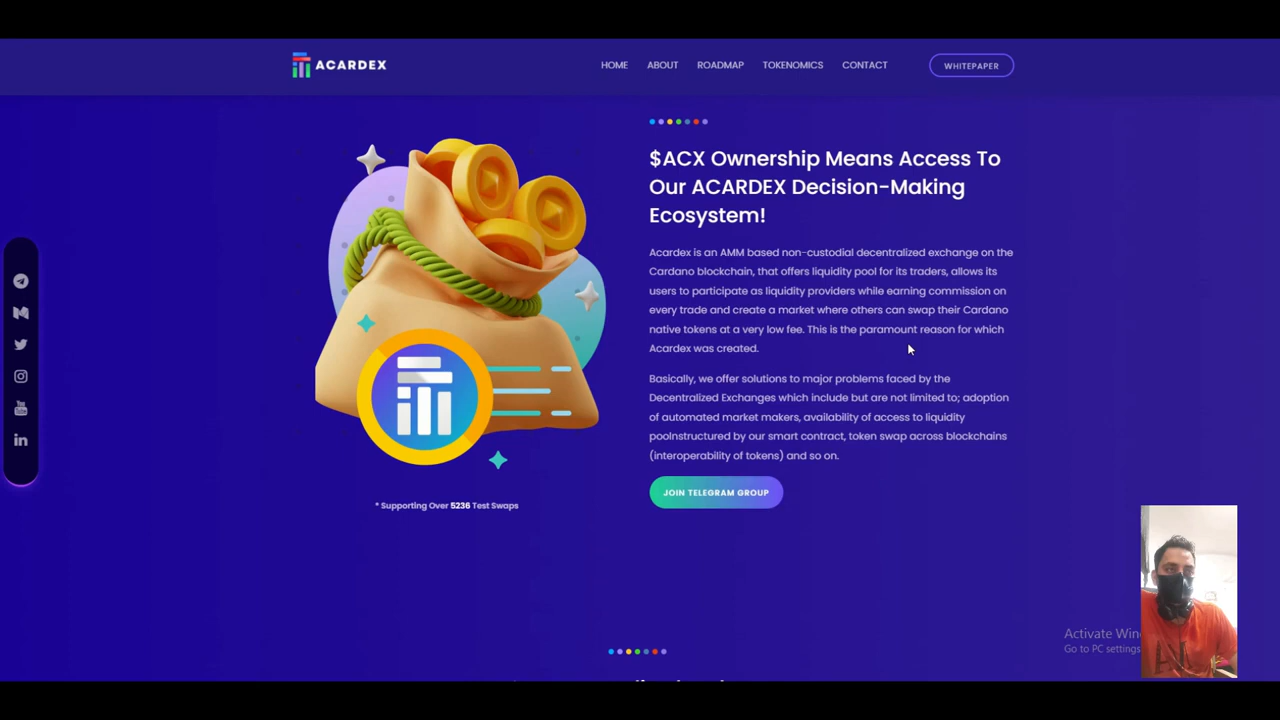 ACARDEX
HOME ABOUT ROADMAP TOKENOMICS CONTACT WHITEPAPER
$ACX Ownership Means Access To
Our ACARDEX Decision-Making
Ecosystem!
Acardex is an AMM based non-custodial decentralized exchange on the
Cardano blockchain, that offers liquidity pool for its traders, allows its
users to participate as liquidity providers while earning commission on
every trade and create a market where others can swap their Cardano
native tokens at a very low fee. This is the paramount reason for which
Acardex was created.
Basically, we offer solutions to major problems faced by the
Decentralized Exchanges which include but are not limited to; adoption
of automated market makers, availability of access to liquidity
poolnstructured by our smart contract, token swap across blockchains
(interoperability of tokens) and so on.
JOIN TELEGRAM GROUP
* Supporting Over 5236 Test Swaps
Activate Win
Go to PC settings